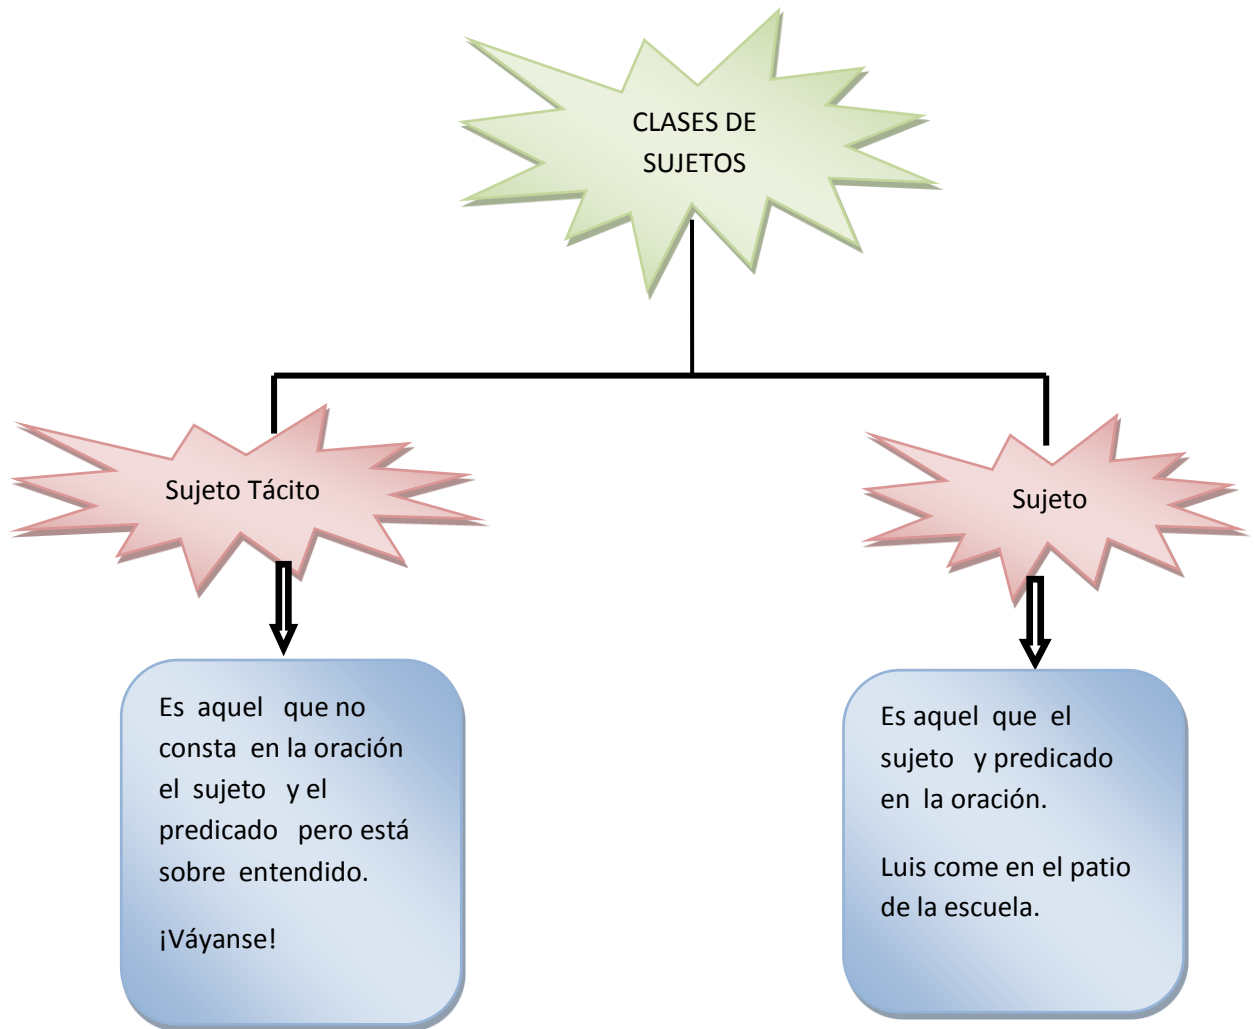 CLASES DE
SUJETOS
Sujeto Tácito
Sujeto
Es aquel que no
consta en la oración
el sujeto y el
predicado pero está
sobre entendido.
¡Váyanse!
Es aquel que el
sujeto y predicado
en la oración.
Luis come en el patio
de la escuela.